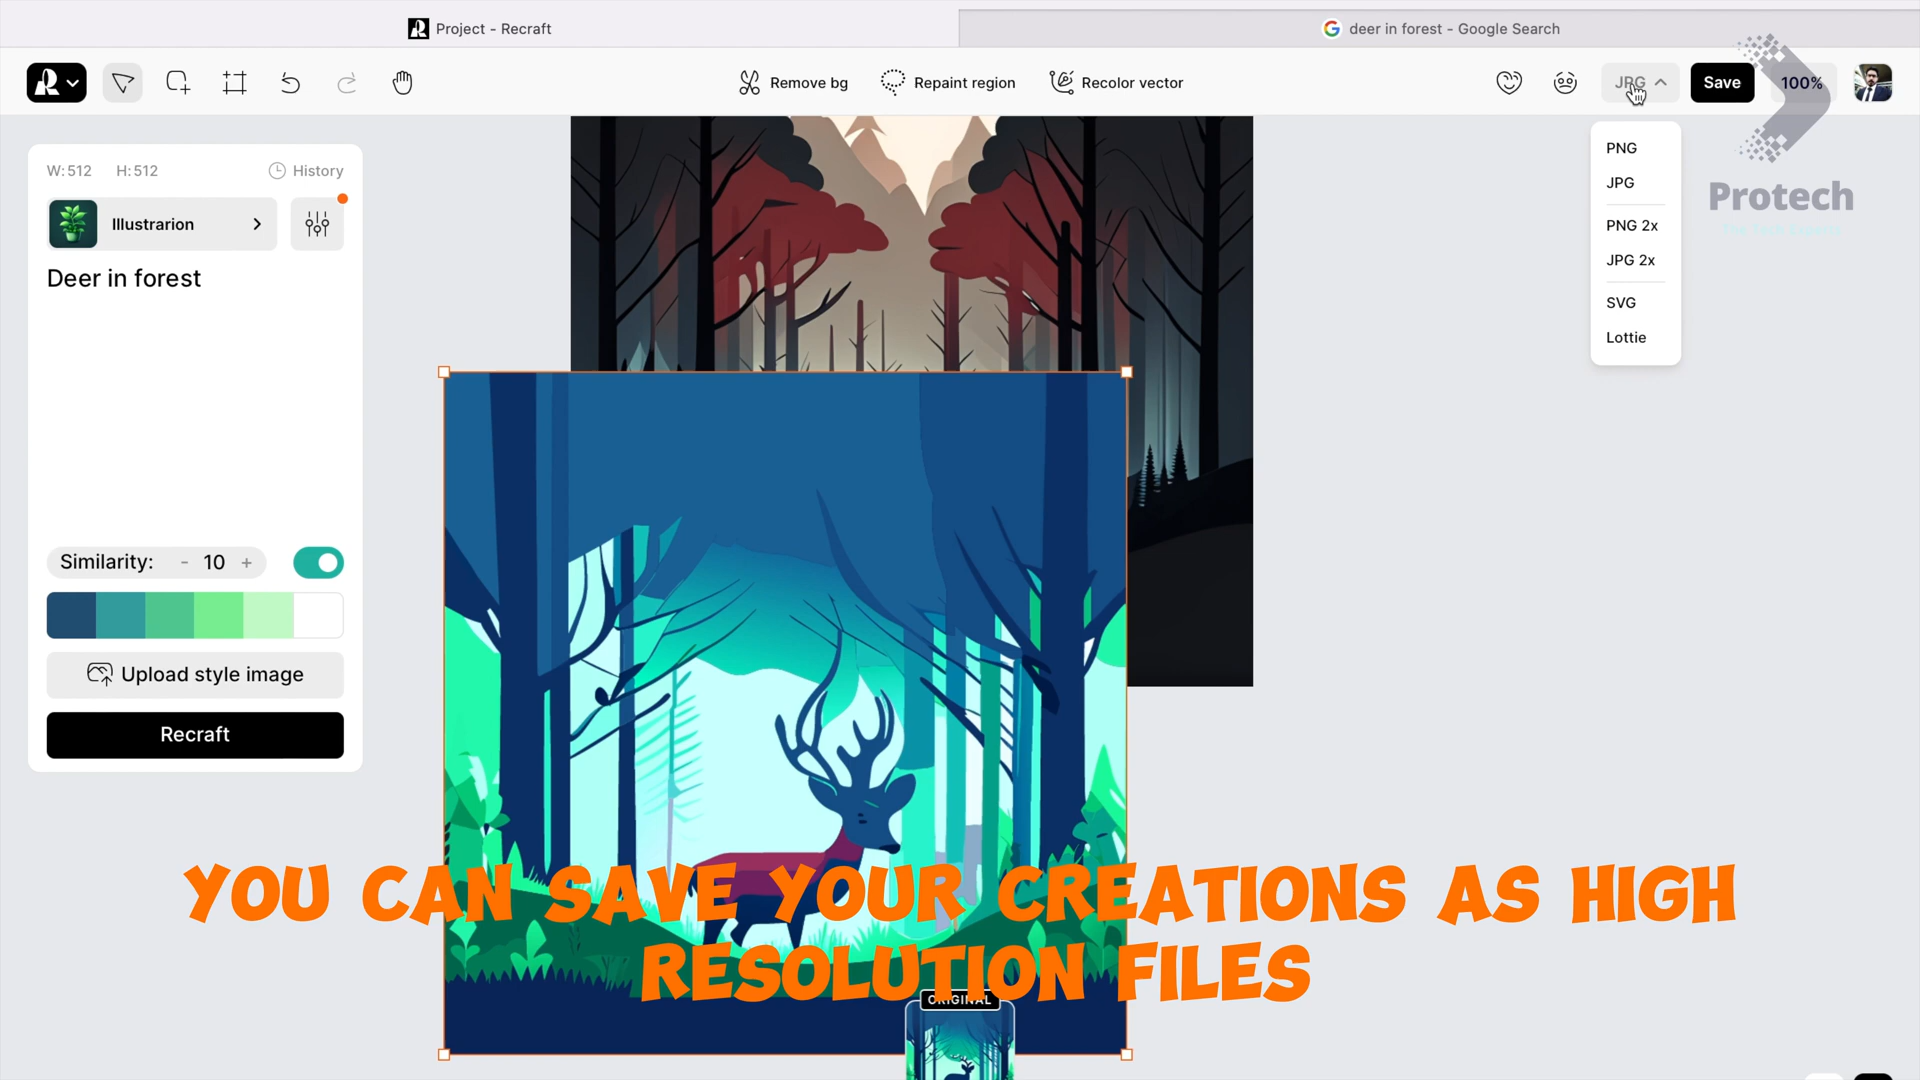 Project - Recraft
deer in forest - Google Search
Remove bg
Repaint region
Recolor vector
JPG
Save
100%
PNG
JPG
PNG 2x
JPG 2x
SVG
Lottie
Protech
W: 512 H: 512
History
Illustrarion
Deer in forest
Similarity: - 10 +
Upload style image
Recraft
YOU CAN SAVE YOUR CREATIONS AS HIGH
RESOLUTION FILES
ORIGINAL